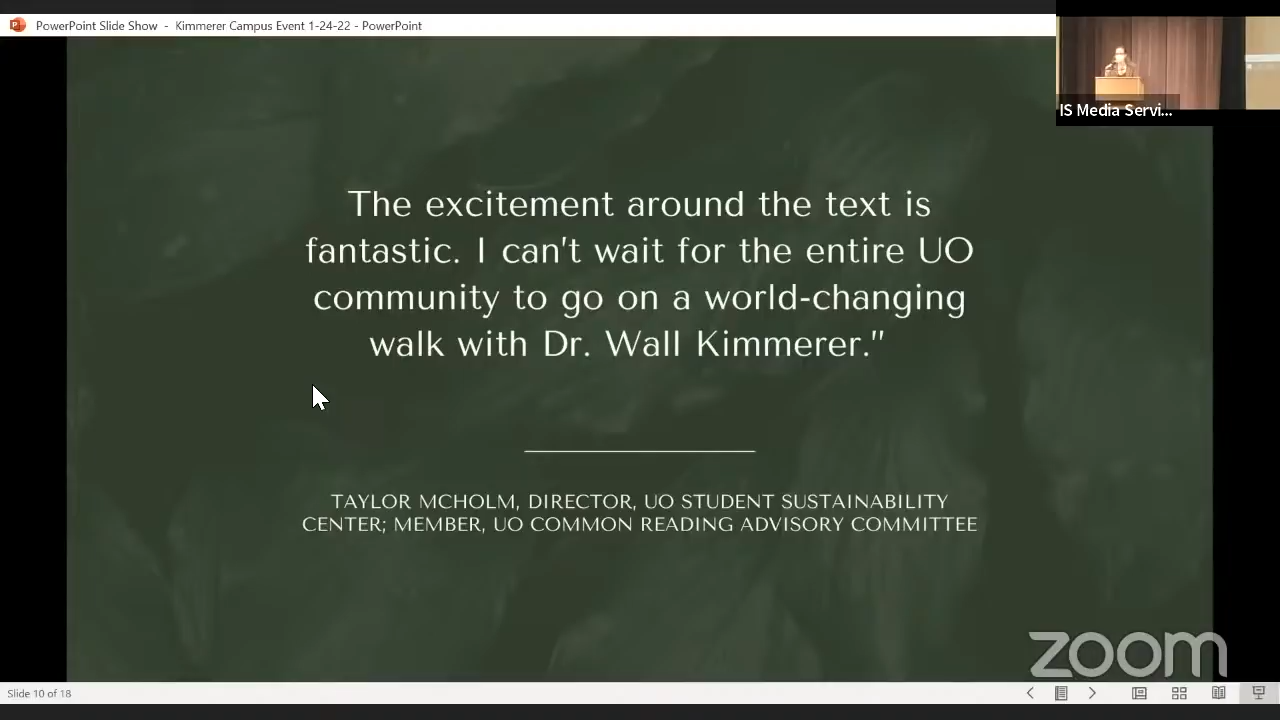 PowerPoint Slide Show - Kimmerer Campus Event 1-24-22 - PowerPoint
IS Media Servi...
The excitement around the text is
fantastic. I can't wait for the entire UO
community to go on a world-changing
walk with Dr. Wall Kimmerer.”
TAYLOR MCHOLM, DIRECTOR, UO STUDENT SUSTAINABILITY
CENTER; MEMBER, UO COMMON READING ADVISORY COMMITTEE
zoom
Slide 10 of 18